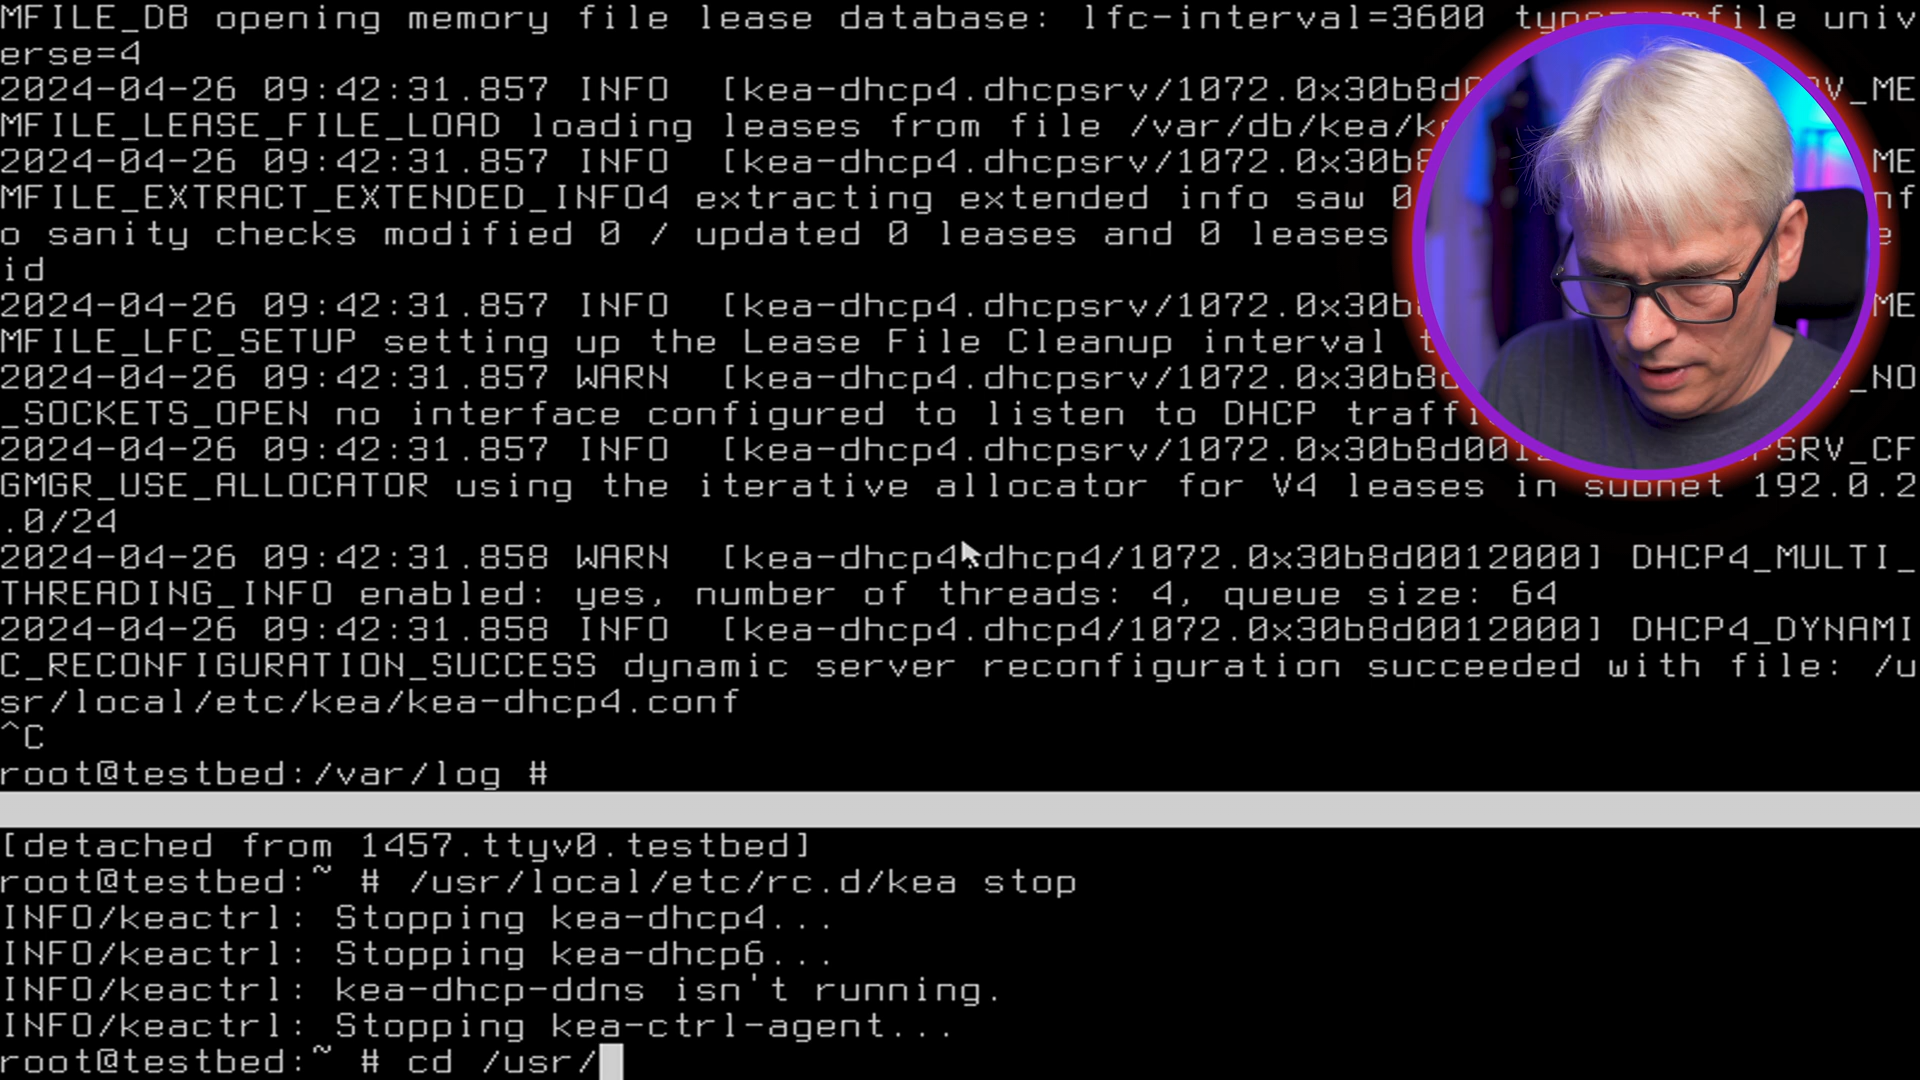 MFILE_DB opening memory file lease database: lfc-interval=3600 univ
erse=4
2024-04-26 09:42:31.857 INFO  [kea-dhcp4.dhcpsrv/1072.0x30b8d0 V_ME
MFILE_LEASE_FILE_LOAD loading leases from file /var/db/kea/k
2024-04-26 09:42:31.857 INFO  [kea-dhcp4.dhcpsrv/1072.0x30b8 ME
MFILE_EXTRACT_EXTENDED_INFO4 extracting extended info saw 0 nf
o sanity checks modified 0 / updated 0 leases and 0 leases e
id
2024-04-26 09:42:31.857 INFO  [kea-dhcp4.dhcpsrv/1072.0x30b ME
MFILE_LFC_SETUP setting up the Lease File Cleanup interval t
2024-04-26 09:42:31.857 WARN  [kea-dhcp4.dhcpsrv/1072.0x30b8d _NO
_SOCKETS_OPEN no interface configured to listen to DHCP traffi
2024-04-26 09:42:31.857 INFO  [kea-dhcp4.dhcpsrv/1072.0x30b8d0012 PSRV_CF
GMGR_USE_ALLOCATOR using the iterative allocator for V4 leases in subnet 192.0.2
.0/24
2024-04-26 09:42:31.858 WARN  [kea-dhcp4.dhcp4/1072.0x30b8d0012000] DHCP4_MULTI_
THREADING_INFO enabled: yes, number of threads: 4, queue size: 64
2024-04-26 09:42:31.858 INFO  [kea-dhcp4.dhcp4/1072.0x30b8d0012000] DHCP4_DYNAMI
C_RECONFIGURATION_SUCCESS dynamic server reconfiguration succeeded with file: /u
sr/local/etc/kea/kea-dhcp4.conf
^C
root@testbed:/var/log #
[detached from 1457.ttyv0.testbed]
root@testbed:~ # /usr/local/etc/rc.d/kea stop
INFO/keactrl: Stopping kea-dhcp4...
INFO/keactrl: Stopping kea-dhcp6...
INFO/keactrl: kea-dhcp-ddns isn't running.
INFO/keactrl: Stopping kea-ctrl-agent...
root@testbed:~ # cd /usr/